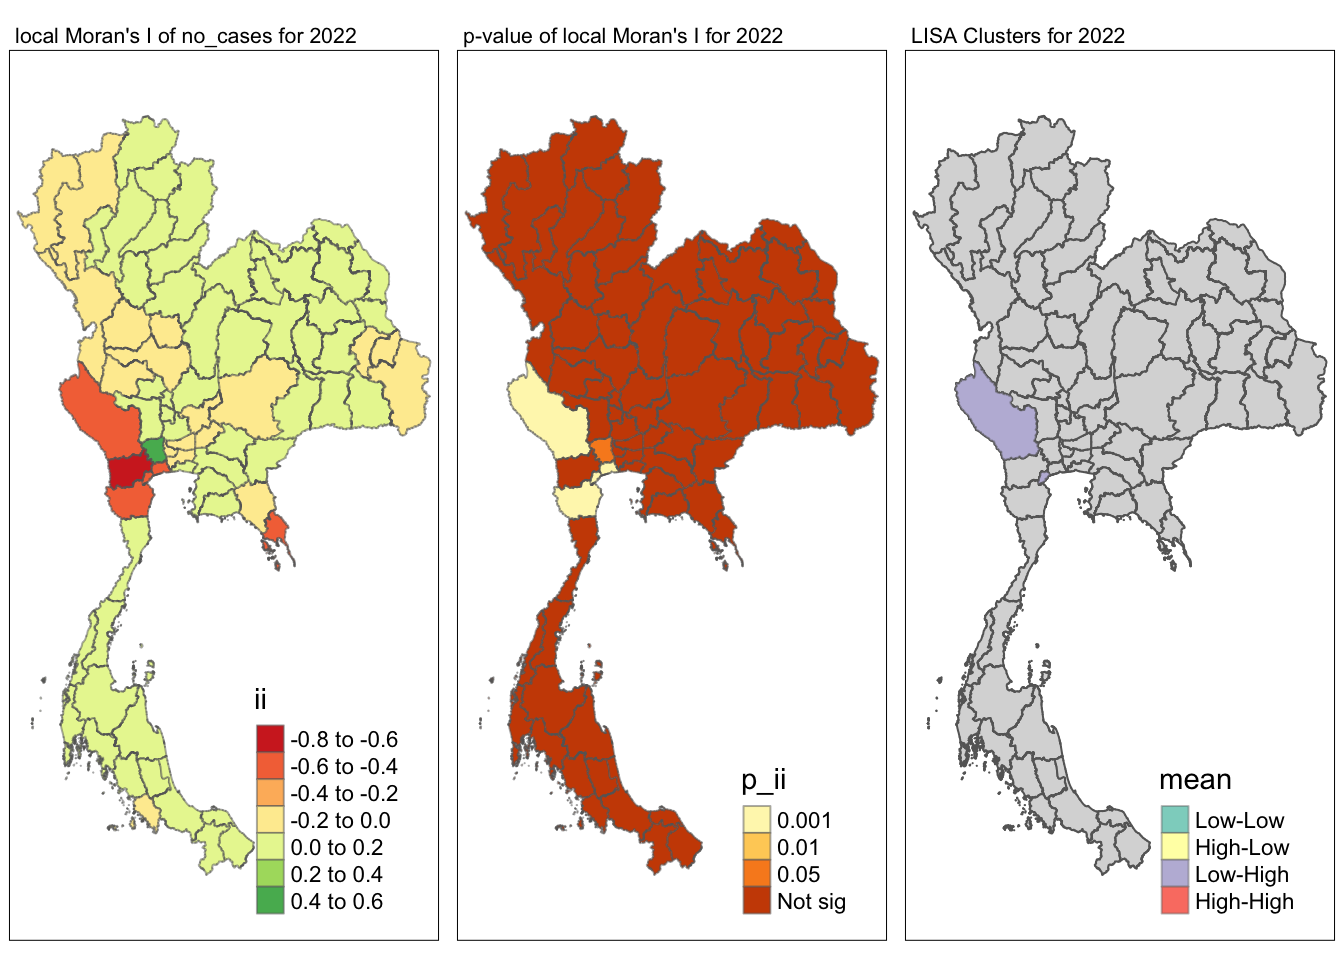 local Moran's I of no_cases for 2022
p-value of local Moran's I for 2022
LISA Clusters for 2022
ii
-0.8 to -0.6
-0.6 to -0.4
-0.4 to -0.2
-0.2 to 0.0
0.0 to 0.2
0.2 to 0.4
0.4 to 0.6
p_ii
0.001
0.01
0.05
Not sig
mean
Low-Low
High-Low
Low-High
High-High